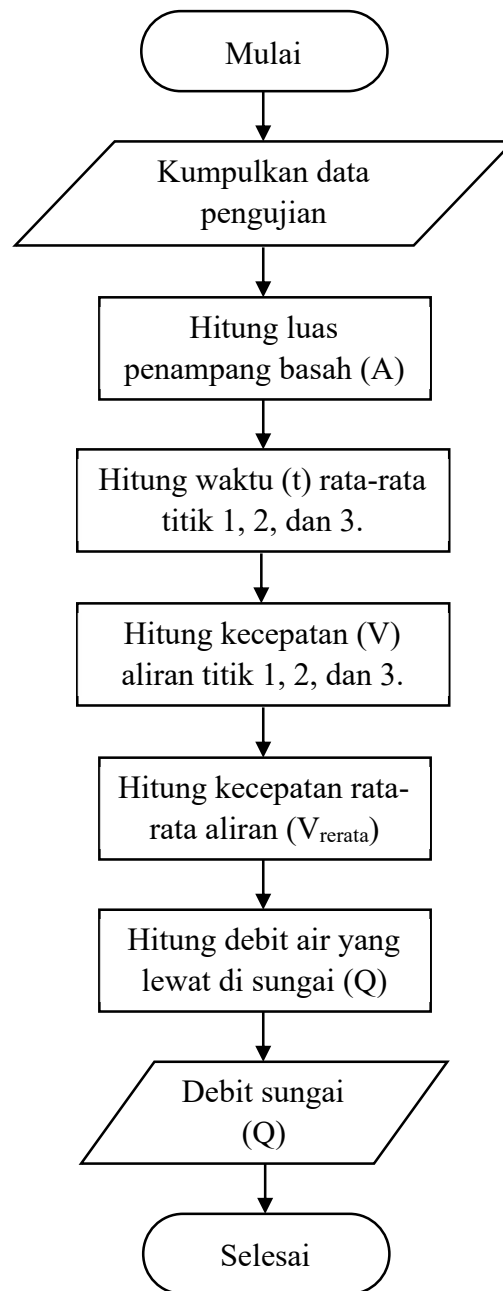 Mulai
Kumpulkan data
pengujian
Hitung luas
penampang basah (A)
Hitung waktu (t) rata-rata
titik 1, 2, dan 3.
Hitung kecepatan (V)
aliran titik 1, 2, dan 3.
Hitung kecepatan rata-
rata aliran (Vrerata)
Hitung debit air yang
lewat di sungai (Q)
Debit sungai
(Q)
Selesai